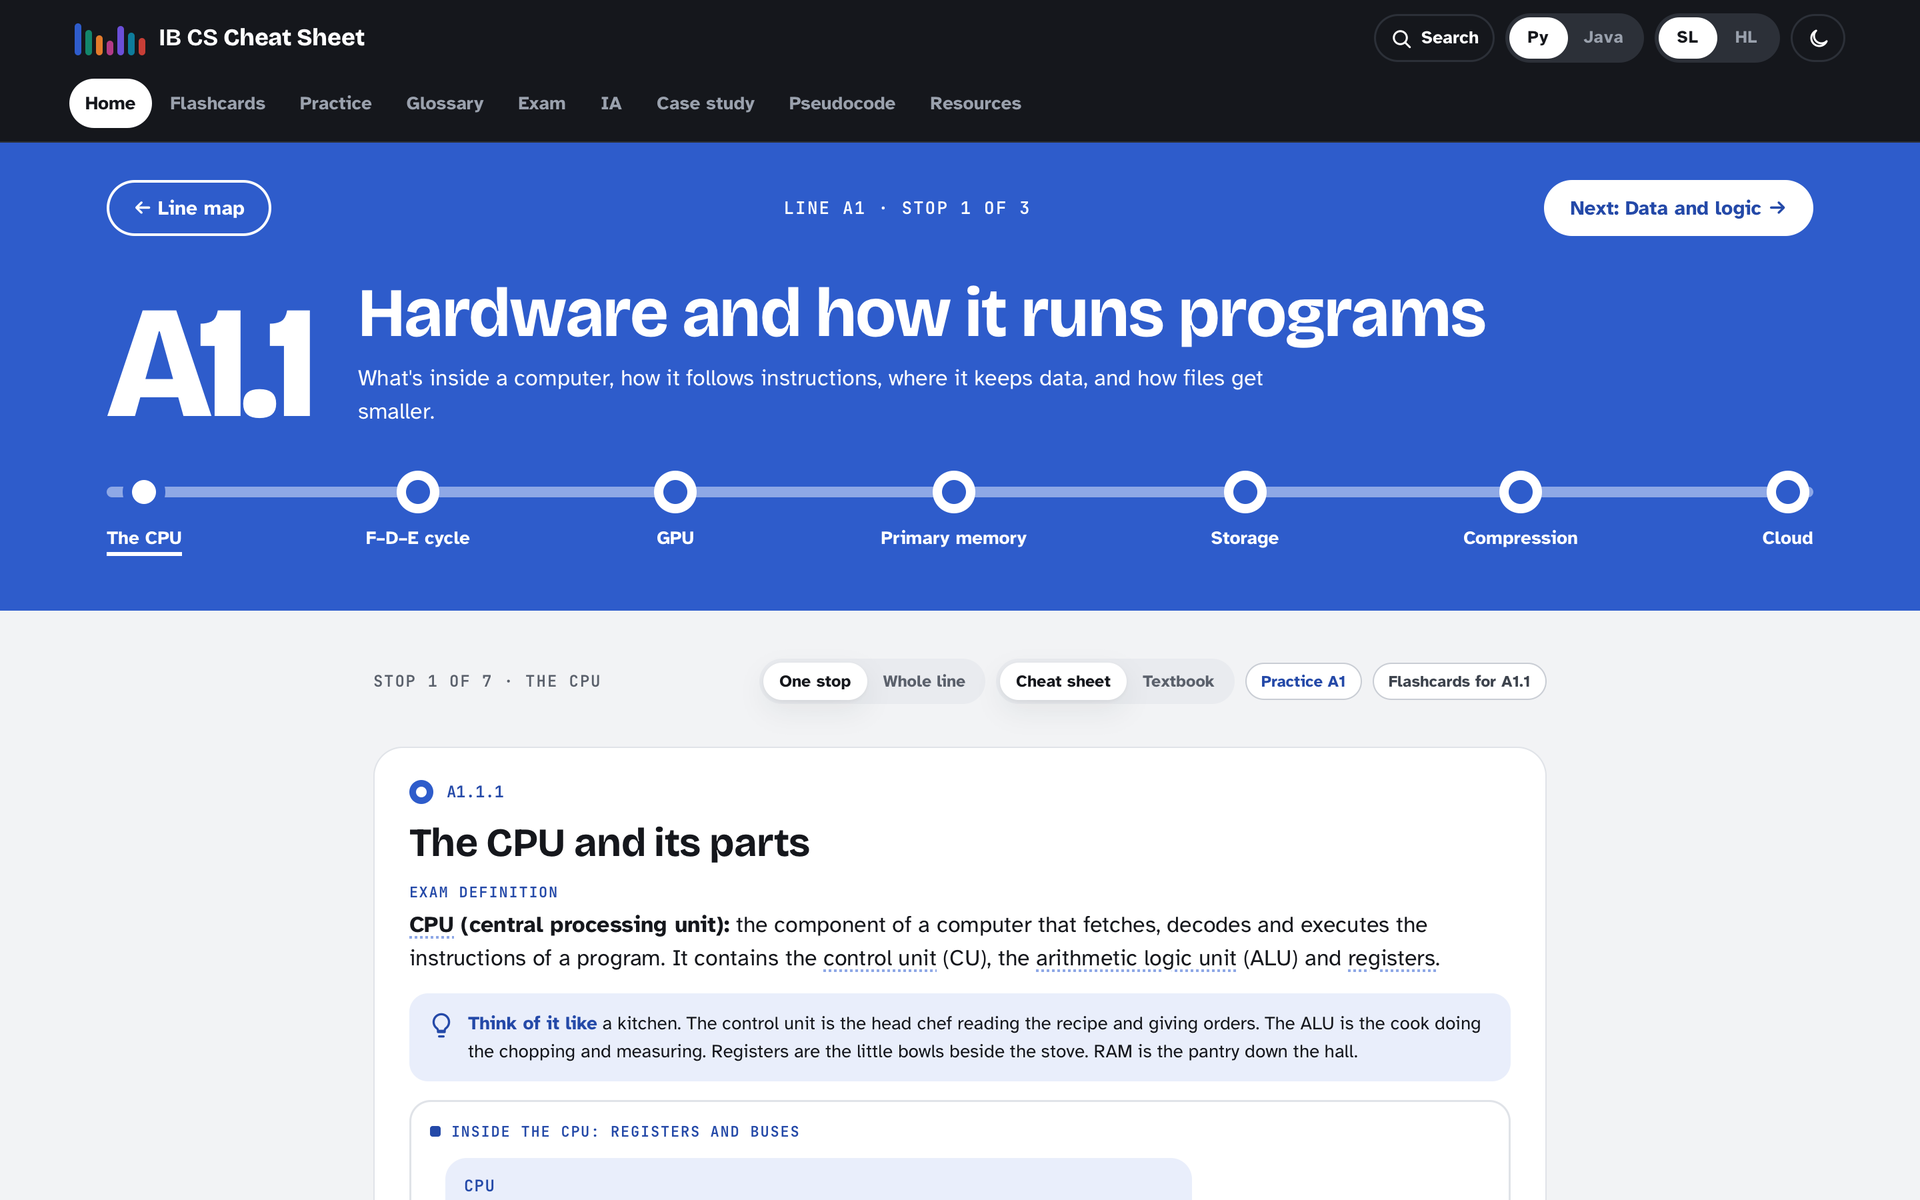 IB CS Cheat Sheet
Search
Py
Java
SL
HL
Home
Flashcards
Practice
Glossary
Exam
IA
Case study
Pseudocode
Resources
← Line map
LINE A1 · STOP 1 OF 3
Next: Data and logic →
A1.1
Hardware and how it runs programs
What's inside a computer, how it follows instructions, where it keeps data, and how files get
smaller.
The CPU
F–D–E cycle
GPU
Primary memory
Storage
Compression
Cloud
STOP 1 OF 7 · THE CPU
One stop
Whole line
Cheat sheet
Textbook
Practice A1
Flashcards for A1.1
A1.1.1
The CPU and its parts
EXAM DEFINITION
CPU (central processing unit): the component of a computer that fetches, decodes and executes the
instructions of a program. It contains the control unit (CU), the arithmetic logic unit (ALU) and registers.
Think of it like a kitchen. The control unit is the head chef reading the recipe and giving orders. The ALU is the cook doing
the chopping and measuring. Registers are the little bowls beside the stove. RAM is the pantry down the hall.
INSIDE THE CPU: REGISTERS AND BUSES
CPU